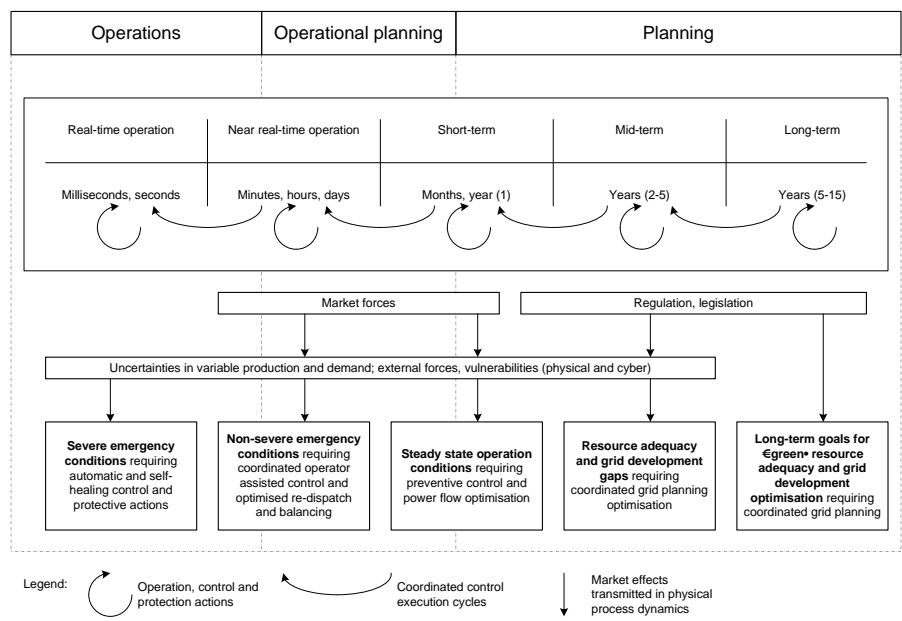 Operations
Operational planning
Planning
Real-time operation
Near real-time operation
Short-term
Mid-term
Long-term
Milliseconds, seconds
Minutes, hours, days
Months, year (1)
Years (2-5)
Years (5-15)
Market forces
Regulation, legislation
Uncertainties in variable production and demand; external forces, vulnerabilities (physical and cyber)
Severe emergency
conditions requiring
automatic and self-
healing control and
protective actions
Non-severe emergency
conditions requiring
coordinated operator
assisted control and
optimised re-dispatch
and balancing
Steady state operation
conditions requiring
preventive control and
power flow optimisation
Resource adequacy
and grid development
gaps requiring
coordinated grid planning
optimisation
Long-term goals for
€green• resource
adequacy and grid
development
optimisation requiring
coordinated grid planning
Legend:
Operation, control and
protection actions
Coordinated control
execution cycles
Market effects
transmitted in physical
process dynamics